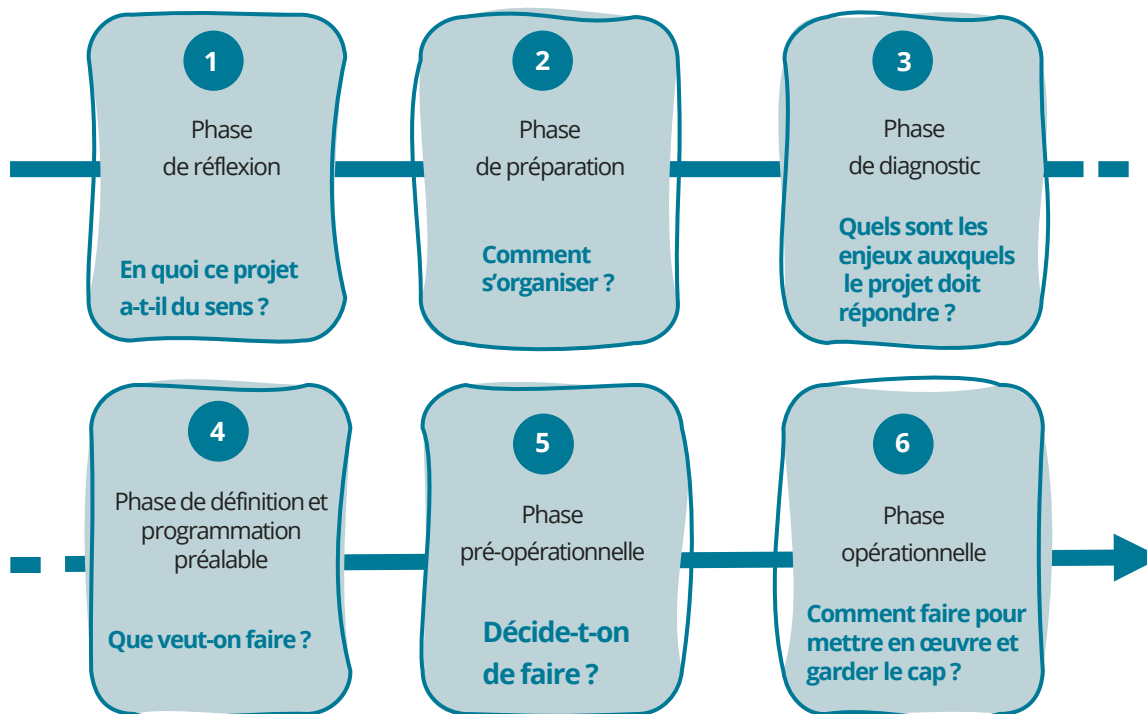 1
Phase
de réflexion
En quoi ce projet
a-t-il du sens ?
2
Phase
de préparation
Comment
s’organiser ?
3
Phase
de diagnostic
Quels sont les
enjeux auxquels
le projet doit
répondre ?
4
Phase de définition et
programmation
préalable
Que veut-on faire ?
5
Phase
pré-opérationnelle
Décide-t-on
de faire ?
6
Phase
opérationnelle
Comment faire pour
mettre en œuvre et
garder le cap ?